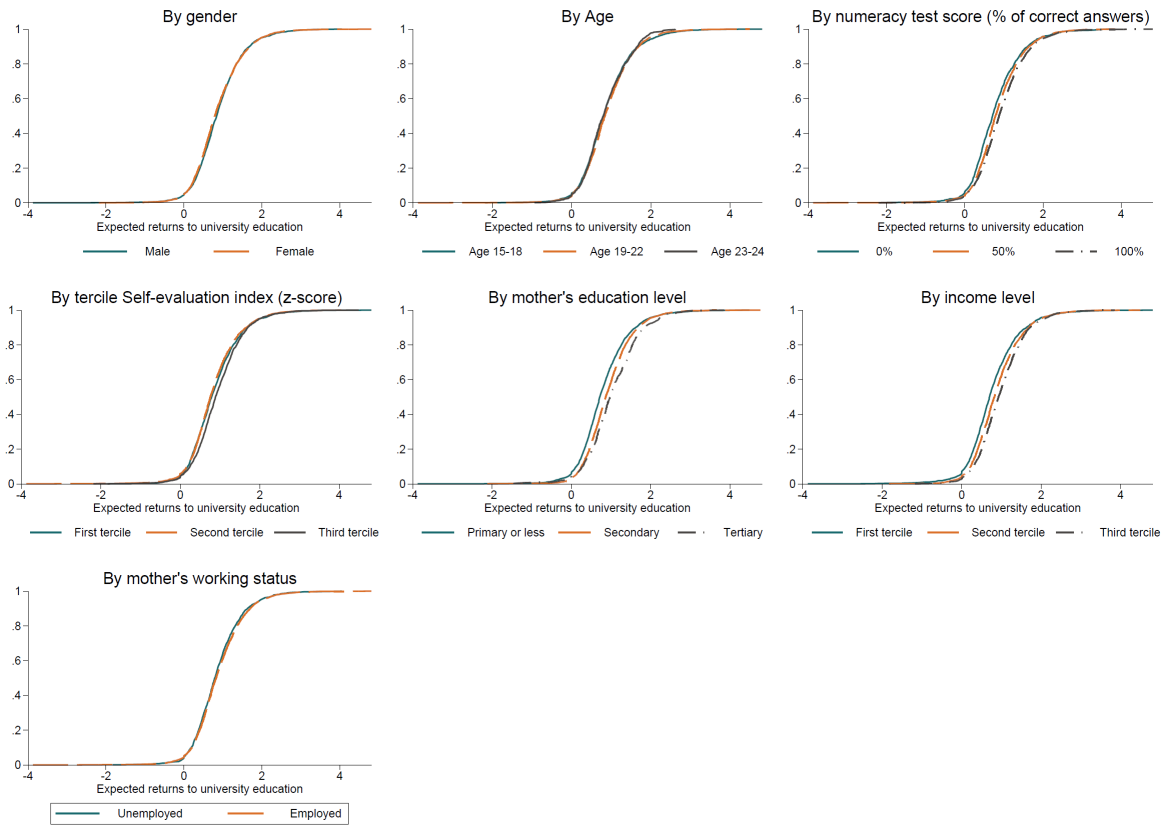 By gender
1
.8
.6
.4
.2
0
-4 -2 0 2 4
Expected returns to university education
Male Female
By Age
1
.8
.6
.4
.2
0
-4 -2 0 2 4
Expected returns to university education
Age 15-18 Age 19-22 Age 23-24
By numeracy test score (% of correct answers)
1
.8
.6
.4
.2
0
-4 -2 0 2 4
Expected returns to university education
0% 50% 100%
By tercile Self-evaluation index (z-score)
1
.8
.6
.4
.2
0
-4 -2 0 2 4
Expected returns to university education
First tercile Second tercile Third tercile
By mother's education level
1
.8
.6
.4
.2
0
-4 -2 0 2 4
Expected returns to university education
Primary or less Secondary Tertiary
By income level
1
.8
.6
.4
.2
0
-4 -2 0 2 4
Expected returns to university education
First tercile Second tercile Third tercile
By mother's working status
1
.8
.6
.4
.2
0
-4 -2 0 2 4
Expected returns to university education
Unemployed Employed